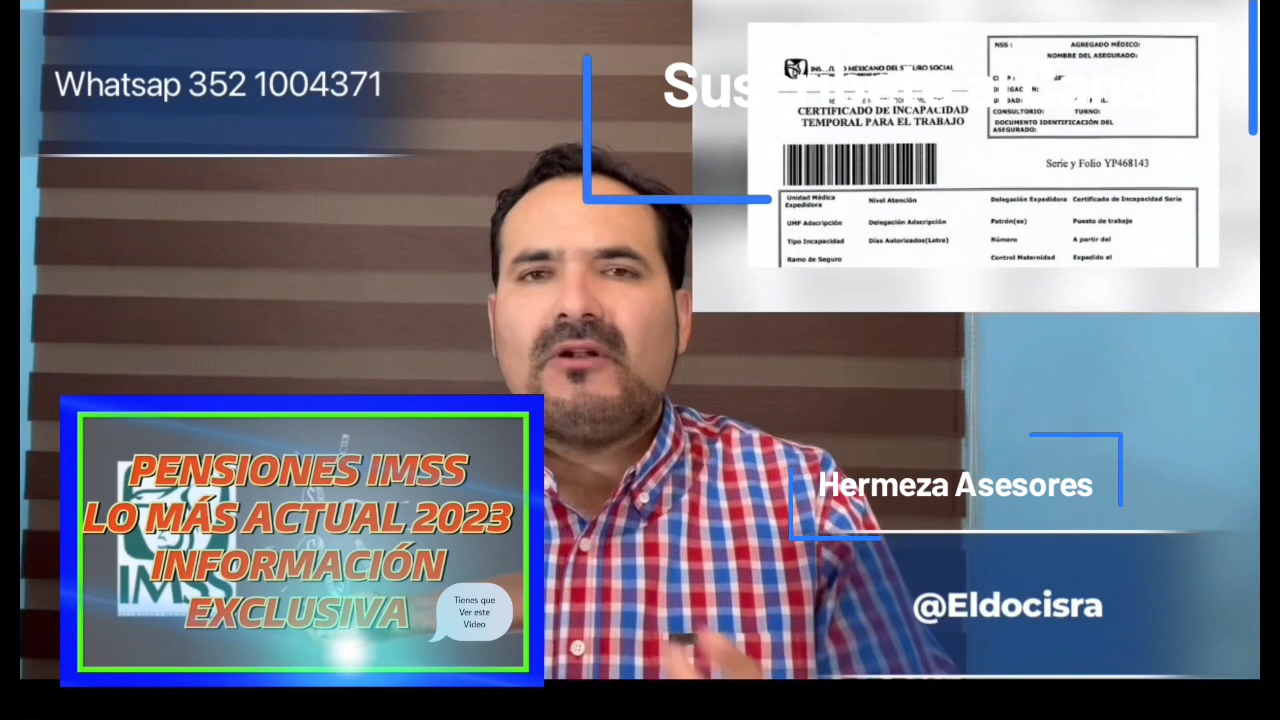 Whatsap 352 1004371
Sus
NSS :
AGREGADO MÉDICO:
NOMBRE DEL ASEGURADO:
MEXICANO DEL
SOCIAL
CERTIFICADO DE INCAPACIDAD
TEMPORAL PARA EL TRABAJO
CONSULTORIO:
TURNO:
DOCUMENTO IDENTIFICACIÓN DEL
ASEGURADO:
Serie y Folio YP468143
Unidad Médica
Expedidora
Nivel Atención
Delegación Expedidora
Certificado de Incapacidad Serie
UMF Adscripción
Delegación Adscripción
Patrón(es)
Puesto de trabajo
Tipo Incapacidad
Días Autorizados(Letra)
Número
A partir del
Ramo de Seguro
Control Maternidad
Expedido el
PENSIONES IMSS
LO MÁS ACTUAL 2023
INFORMACIÓN
EXCLUSIVA
IMSS
Tienes que
Ver este
Video
Hermeza Asesores
@Eldocisra